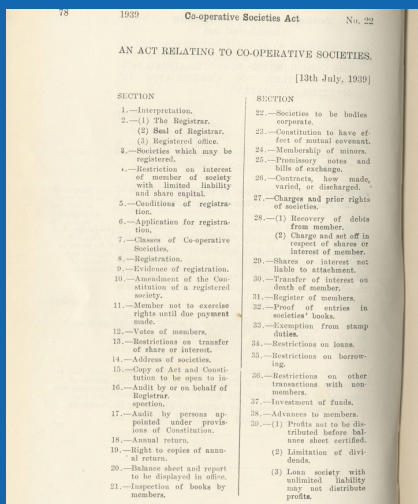 78
1939 Co-operative Societies Act No. 22
AN ACT RELATING TO CO-OPERATIVE SOCIETIES.
[13th July, 1939]
SECTION
1.—Interpretation.
2.—(1) The Registrar.
(2) Seal of Registrar.
(3) Registered office.
3.—Societies which may be
registered.
4.—Restriction on interest
of member of society
with limited liability
and share capital.
5.—Conditions of registra-
tion.
6.—Application for registra-
tion.
7.—Classes of Co-operative
Societies.
8.—Registration.
9.—Evidence of registration.
10.—Amendment of the Con-
stitution of a registered
society.
11.—Member not to exercise
rights until due payment
made.
12.—Votes of members.
13.—Restrictions on transfer
of share or interest.
14.—Address of societies.
15.—Copy of Act and Consti-
tution to be open to in-
16.—Audit by or on behalf of
Registrar.
spection.
17.—Audit by persons ap-
pointed under provis-
ions of Constitution.
18.—Annual return.
19.—Right to copies of annu-
al return.
20.—Balance sheet and report
to be displayed in office.
21.—Inspection of books by
members.
SECTION
22.—Societies to be bodies
corporate.
23.—Constitution to have ef-
fect of mutual covenant.
24.—Membership of minors.
25.—Promissory notes and
bills of exchange.
26.—Contracts, how made,
varied, or discharged.
27.—Charges and prior rights
of societies.
28.—(1) Recovery of debts
from member.
(2) Charge and set off in
respect of shares or
interest of member.
29.—Shares or interest not
liable to attachment.
30.—Transfer of interest on
death of member.
31.—Register of members.
32.—Proof of entries in
societies' books.
33.—Exemption from stamp
duties.
34.—Restrictions on loans.
35.—Restrictions on borrow-
ing.
36.—Restrictions on other
transactions with non-
members.
37.—Investment of funds.
38.—Advances to members.
39.—(1) Profits not to be dis-
tributed before bal-
ance sheet certified.
(2) Limitation of divi-
dends.
(3) Loan society with
unlimited liability
may not distribute
profits.